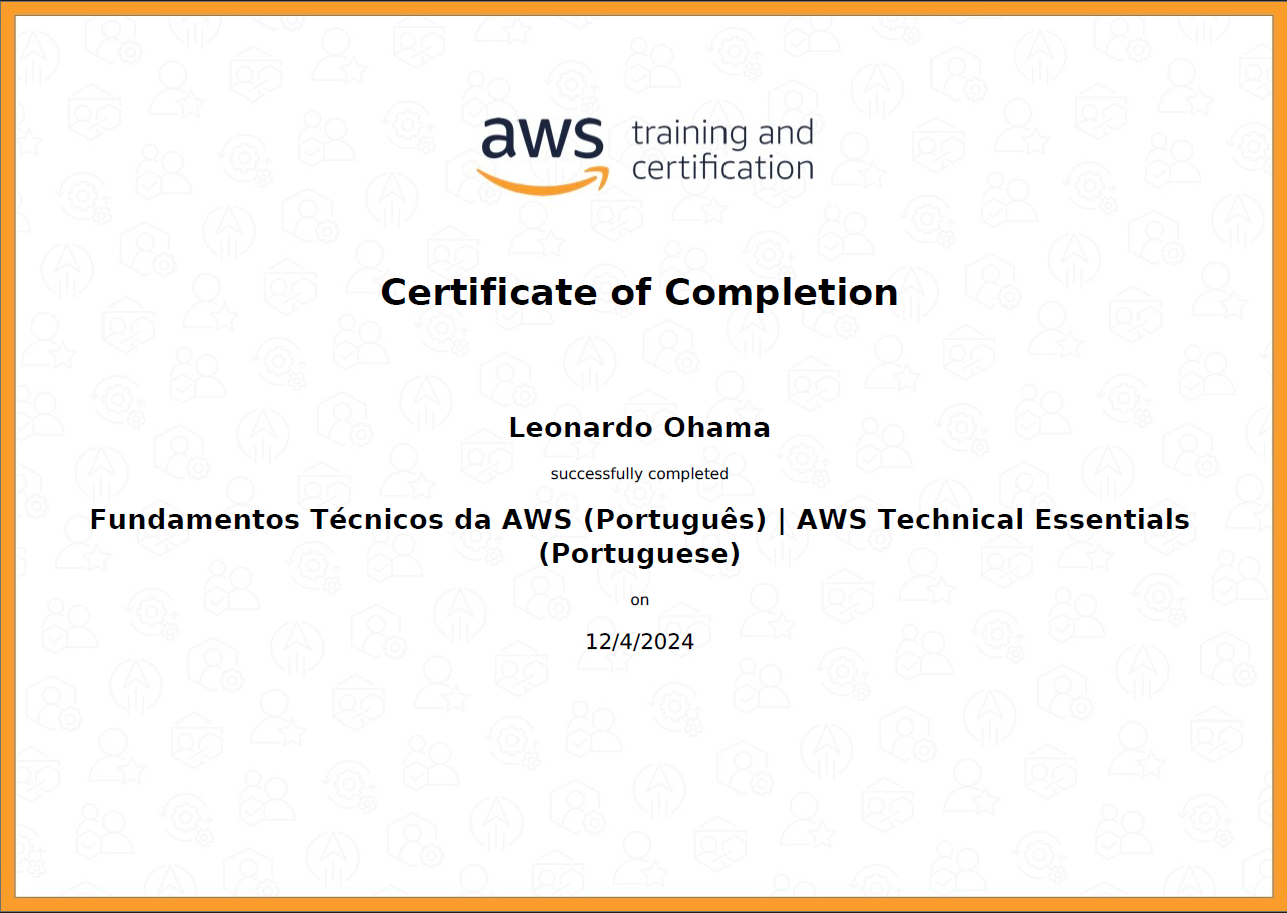 aws training and
certification
Certificate of Completion
Leonardo Ohama
successfully completed
Fundamentos Técnicos da AWS (Português) | AWS Technical Essentials
(Portuguese)
on
12/4/2024